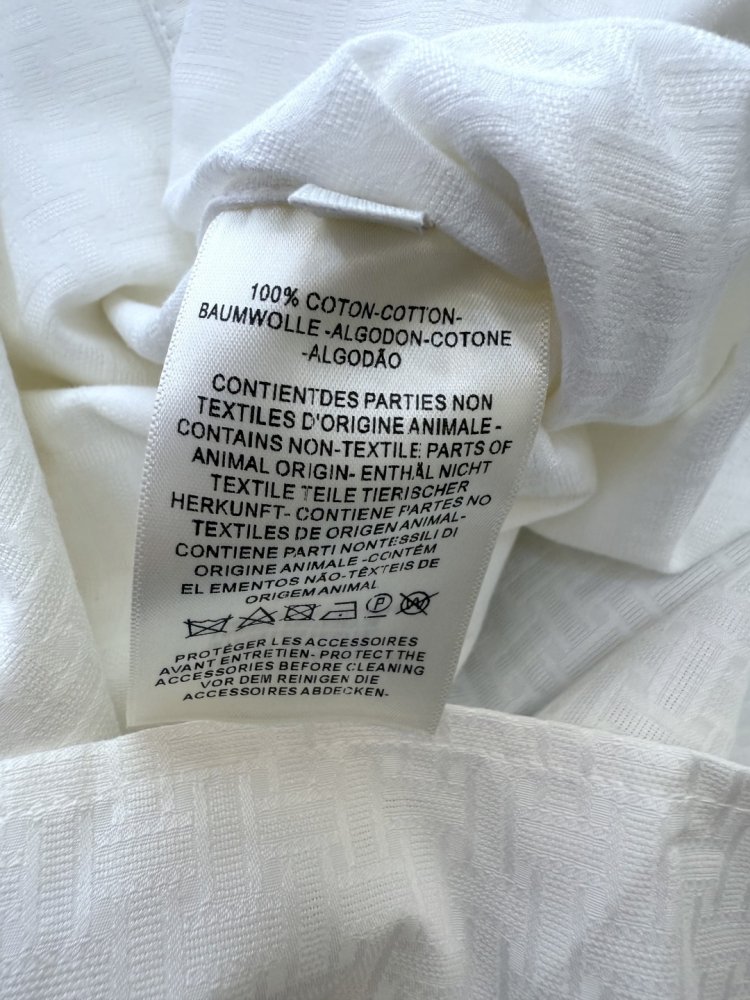 100% COTON-COTTON-
BAUMWOLLE-ALGODON-COTONE
-ALGODÃO
CONTIENTDES PARTIES NON
TEXTILES D'ORIGINE ANIMALE-
CONTAINS NON-TEXTILE PARTS OF
ANIMAL ORIGIN- ENTHÄL NICHT
TEXTILE TEILE TIERISCHER
HERKUNFT- CONTIENE PARTES NO
TEXTILES DE ORIGEN ANIMAL-
CONTIENE PARTI NONTESSILI DI
ORIGINE ANIMALE -CONTÉM
EL EMENTOS NÃO-TÊXTEIS DE
ORIGEMANIMAL
P W
PROTÉGER LES ACCESSOIRES
AVANT ENTRETIEN- PROTECT THE
ACCESSORIES BEFORE CLEANING
VOR DEM REINIGEN DIE
ACCESSOIRES ABDECKEN-